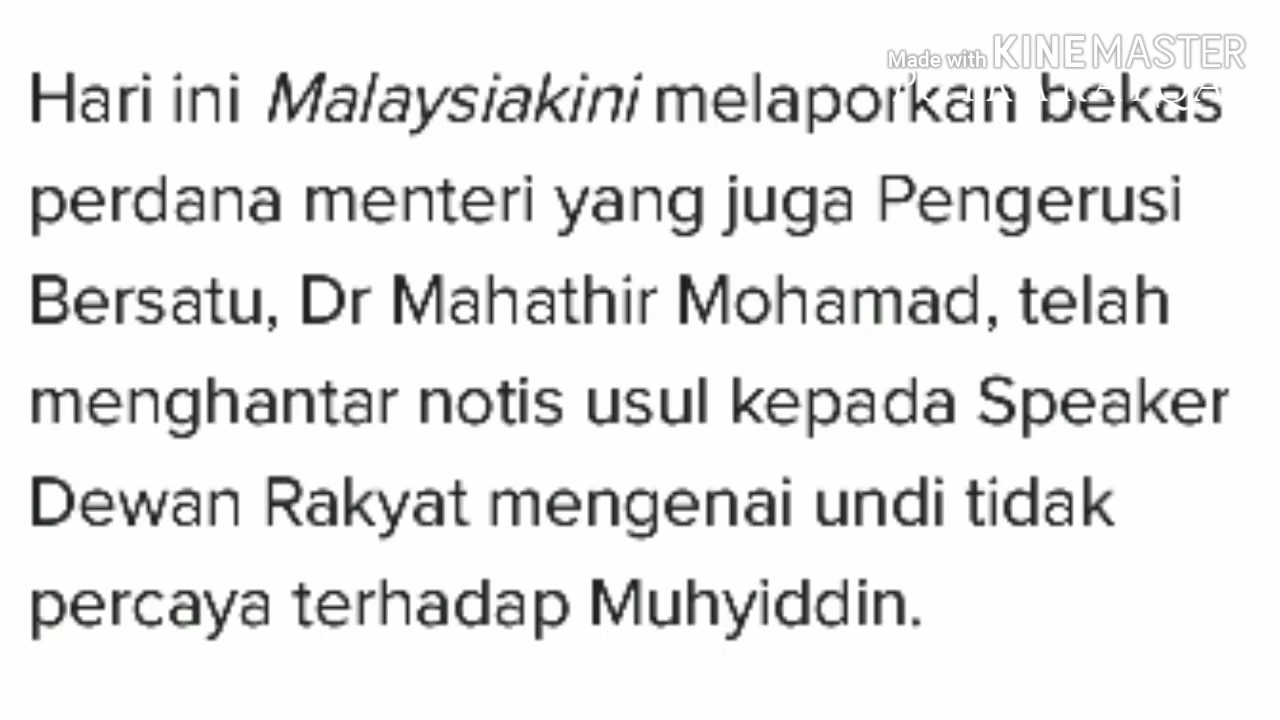 Made with KINEMASTER
Hari ini Malaysiakini melaporkan bekas
perdana menteri yang juga Pengerusi
Bersatu, Dr Mahathir Mohamad, telah
menghantar notis usul kepada Speaker
Dewan Rakyat mengenai undi tidak
percaya terhadap Muhyiddin.